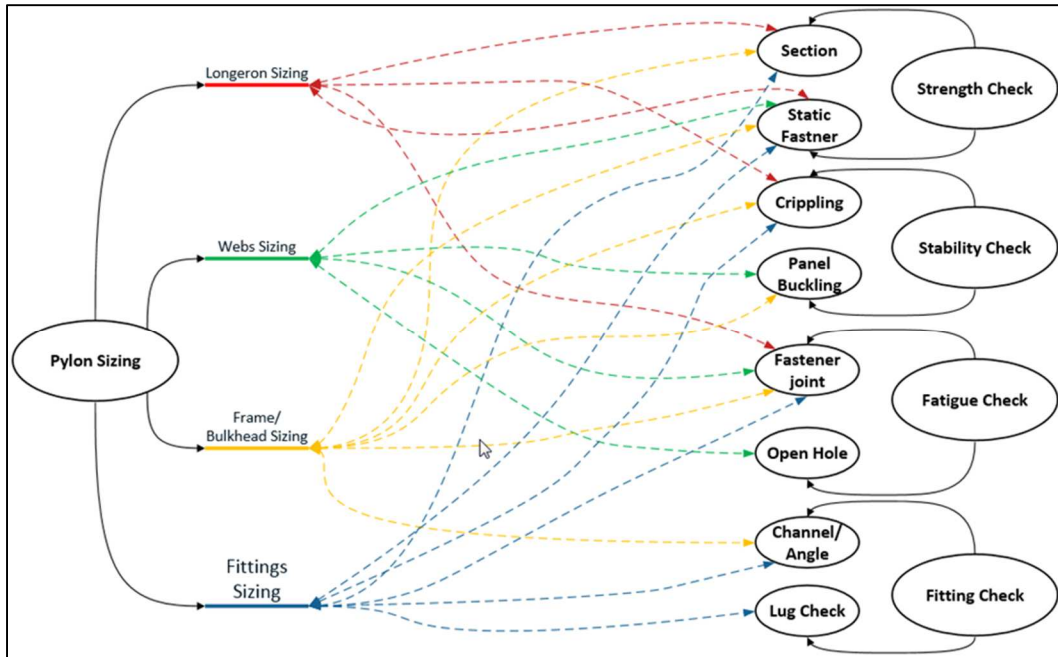 Longeron Sizing
Webs Sizing
Pylon Sizing
Frame/
Bulkhead Sizing
Fittings
Sizing
Section
Static
Fastner
Crippling
Panel
Buckling
Fastener
joint
Open Hole
Channel/
Angle
Lug Check
Strength Check
Stability Check
Fatigue Check
Fitting Check